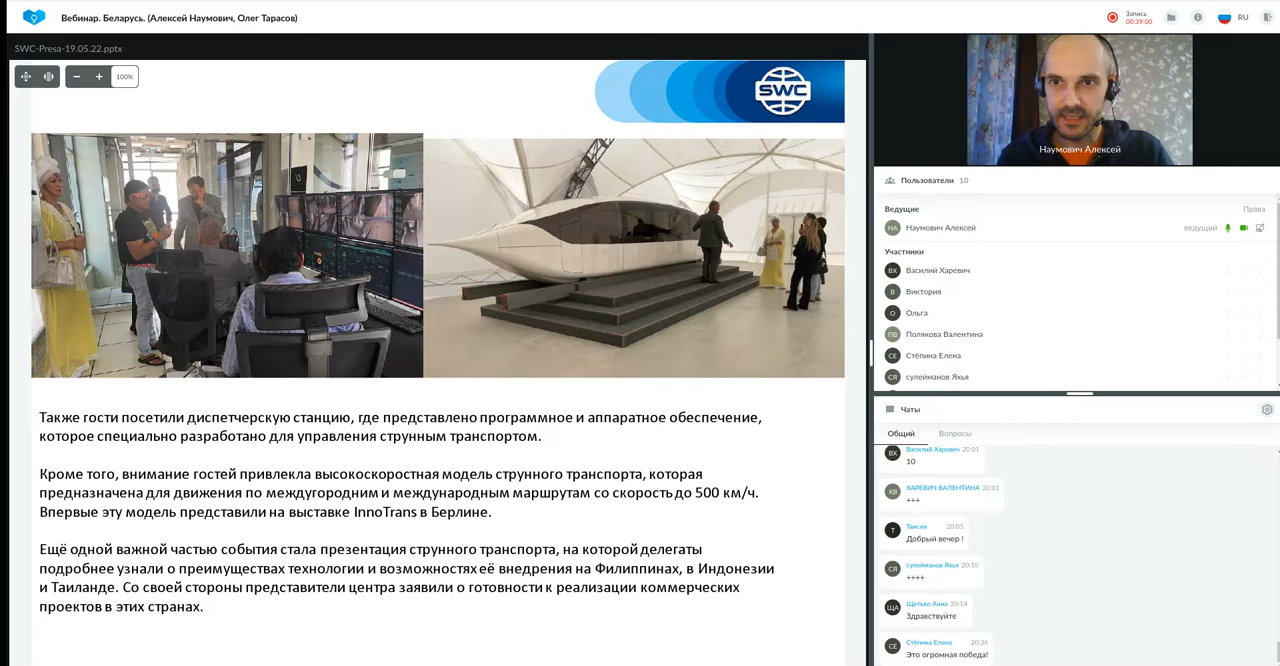 Вебинар. Беларусь. (Алексей Наумович, Олег Тарасов)
Запись
00:39:00
RU
SWC-Presa-19.05.22.pptx
100%
SWC
Также гости посетили диспетчерскую станцию, где представлено программное и аппаратное обеспечение,
которое специально разработано для управления струнным транспортом.
Кроме того, внимание гостей привлекла высокоскоростная модель струнного транспорта, которая
предназначена для движения по междугородним и международным маршрутам со скорость до 500 км/ч.
Впервые эту модель представили на выставке InnoTrans в Берлине.
Ещё одной важной частью события стала презентация струнного транспорта, на которой делегаты
подробнее узнали о преимуществах технологии и возможностях её внедрения на Филиппинах, в Индонезии
и Таиланде. Со своей стороны представители центра заявили о готовности к реализации коммерческих
проектов в этих странах.
Наумович Алексей
Пользователи 10
Ведущие Права
НА Наумович Алексей ведущий
Участники
ВХ Василий Харевич
В Виктория
О Ольга
ПВ Полякова Валентина
СЕ Стёпина Елена
СЯ сулейманов Яхья
Чаты
Общий Вопросы
ВХ Василий Харевич 20:01
10
ХВ ХАРЕВИЧ ВАЛЕНТИНА 20:01
+++
Т Таисия 20:05
Добрый вечер !
СЯ сулейманов Яхья 20:10
++++
ЩА Щетько Анна 20:14
Здравствуйте
СЕ Стёпина Елена 20:36
Это огромная победа!